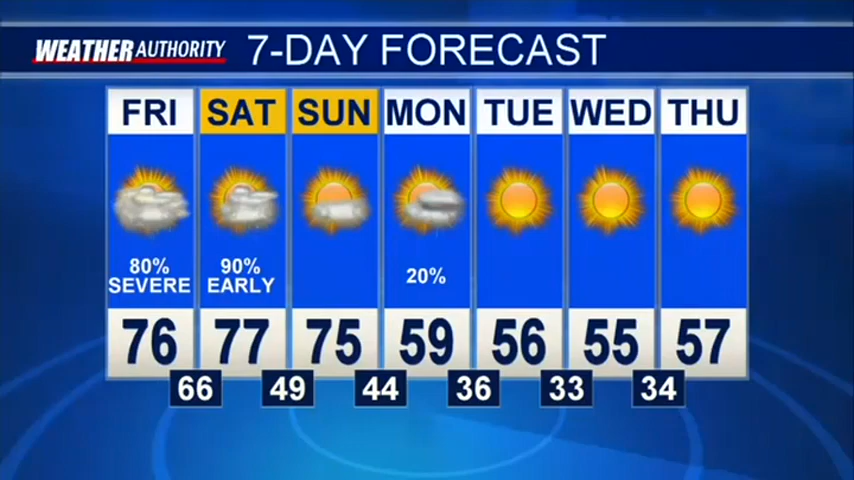 WEATHER AUTHORITY 7-DAY FORECAST
FRI SAT SUN MON TUE WED THU
80% 90% 20%
SEVERE EARLY
76 77 75 59 56 55 57
66 49 44 36 33 34